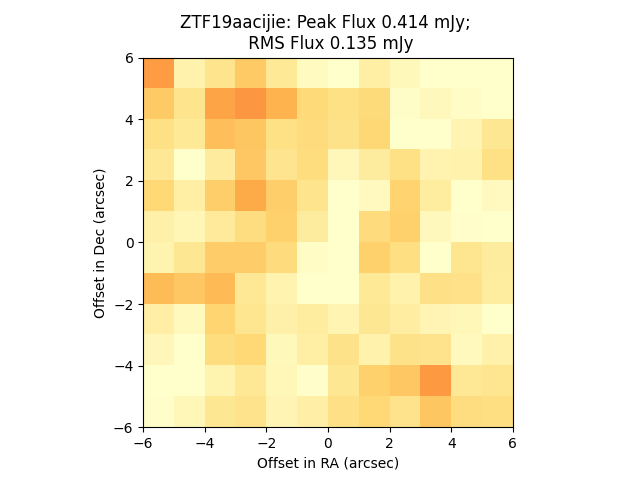 ZTF19aacijie: Peak Flux 0.414 mJy;
RMS Flux 0.135 mJy
6
4
2
0
−2
−4
−6
Offset in Dec (arcsec)
−6 −4 −2 0 2 4 6
Offset in RA (arcsec)